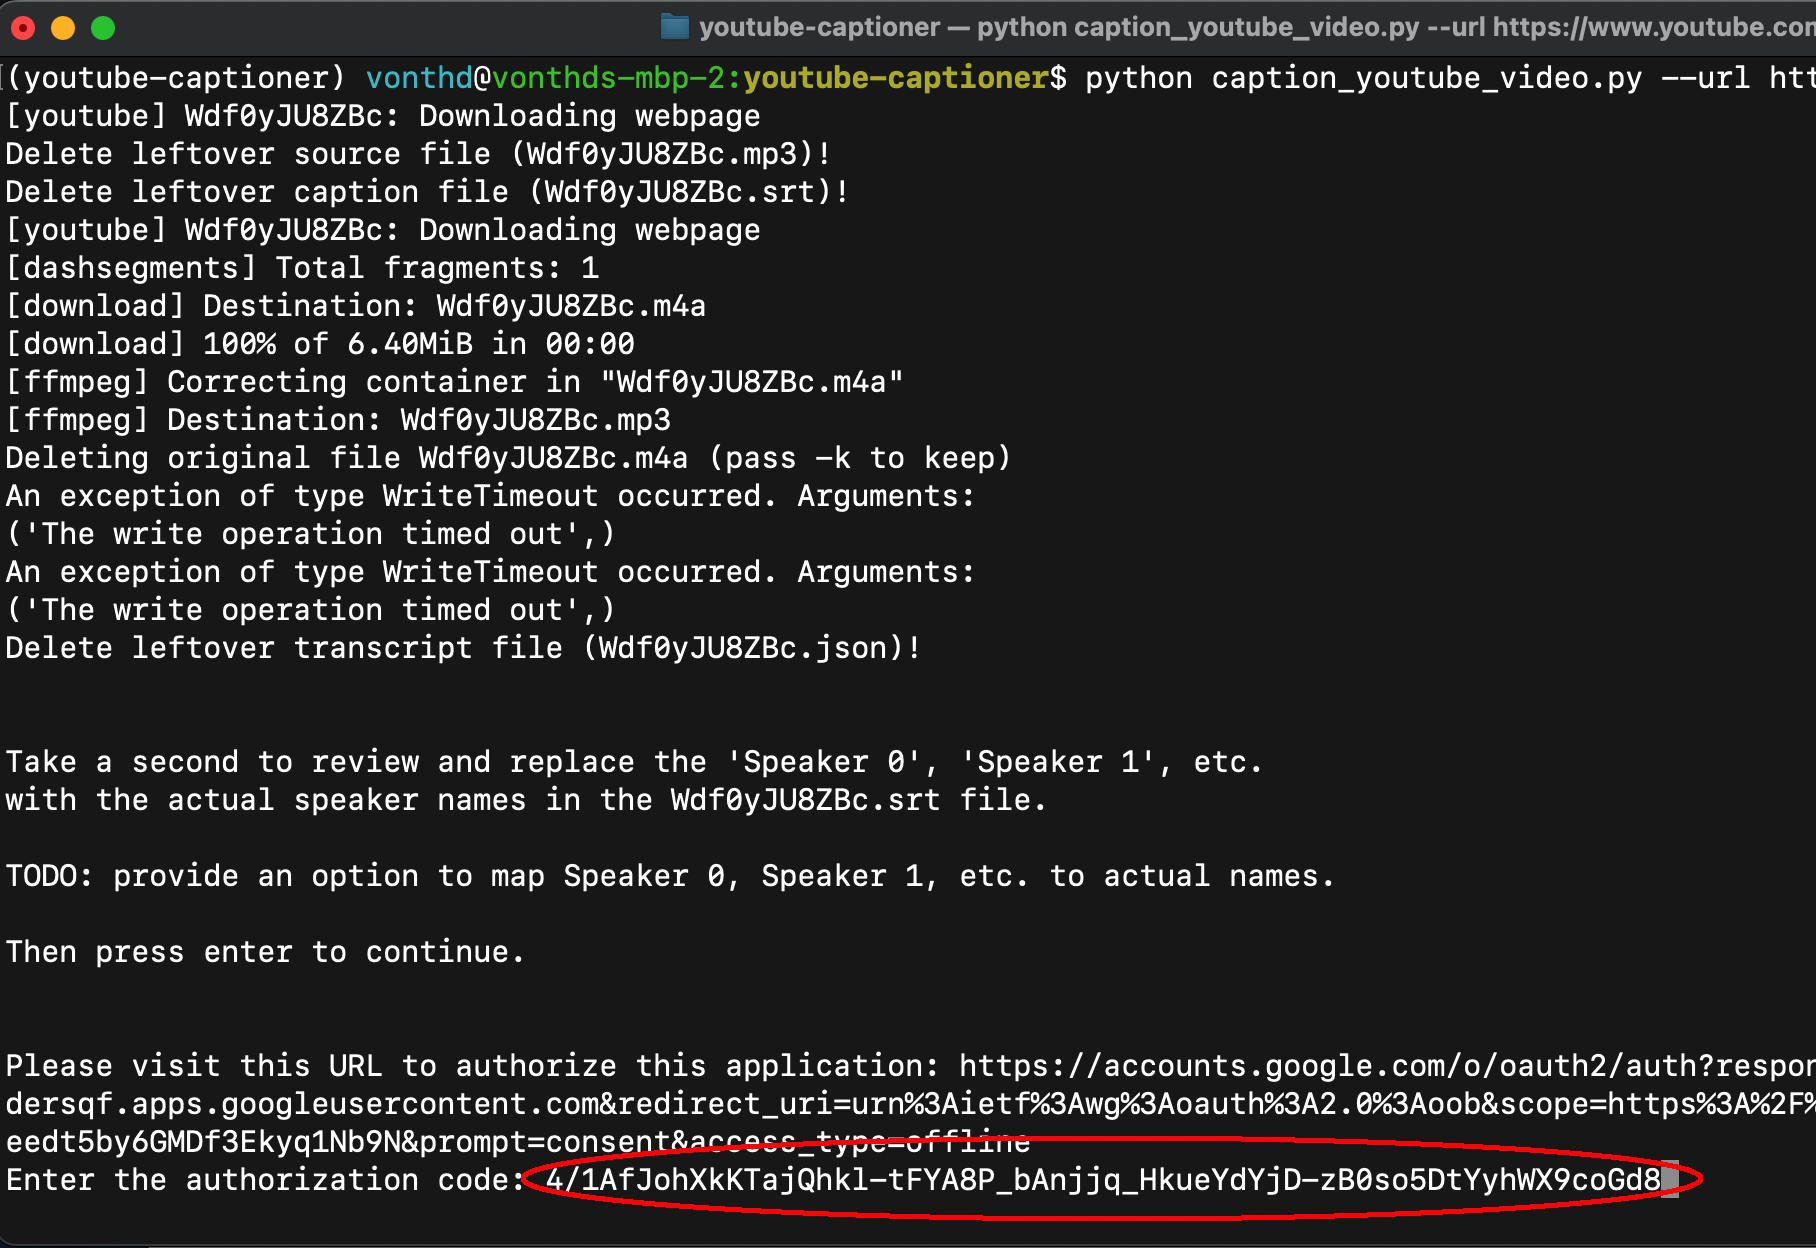 youtube-captioner — python caption_youtube_video.py --url https://www.youtube.con
(youtube-captioner) vonthd@vonthds-mbp-2:youtube-captioner$ python caption_youtube_video.py --url htt
[youtube] Wdf0yJU8ZBc: Downloading webpage
Delete leftover source file (Wdf0yJU8ZBc.mp3)!
Delete leftover caption file (Wdf0yJU8ZBc.srt)!
[youtube] Wdf0yJU8ZBc: Downloading webpage
[dashsegments] Total fragments: 1
[download] Destination: Wdf0yJU8ZBc.m4a
[download] 100% of 6.40MiB in 00:00
[ffmpeg] Correcting container in "Wdf0yJU8ZBc.m4a"
[ffmpeg] Destination: Wdf0yJU8ZBc.mp3
Deleting original file Wdf0yJU8ZBc.m4a (pass -k to keep)
An exception of type WriteTimeout occurred. Arguments:
('The write operation timed out',)
An exception of type WriteTimeout occurred. Arguments:
('The write operation timed out',)
Delete leftover transcript file (Wdf0yJU8ZBc.json)!
Take a second to review and replace the 'Speaker 0', 'Speaker 1', etc.
with the actual speaker names in the Wdf0yJU8ZBc.srt file.
TODO: provide an option to map Speaker 0, Speaker 1, etc. to actual names.
Then press enter to continue.
Please visit this URL to authorize this application: https://accounts.google.com/o/oauth2/auth?respon
dersqf.apps.googleusercontent.com&redirect_uri=urn%3Aietf%3Awg%3Aoauth%3A2.0%3Aoob&scope=https%3A%2F%
eedt5by6GMDf3Ekyq1Nb9N&prompt=consent&access_type=offline
Enter the authorization code: 4/1AfJohXkKTajQhkl-tFYA8P_bAnjjq_HkueYdYjD-zB0so5DtYyhWX9coGd8